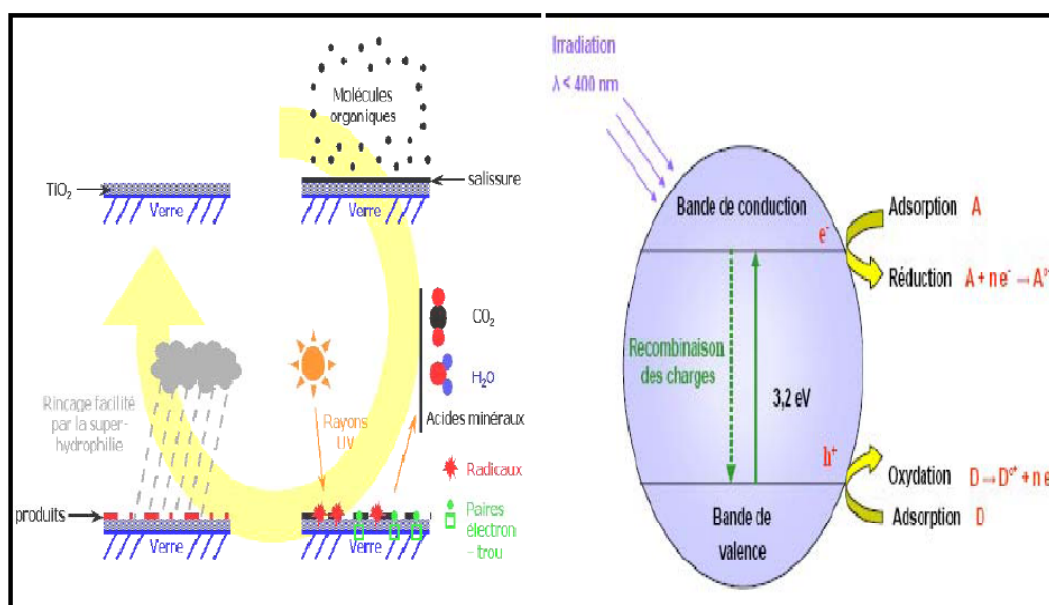 Molécules
organiques
TIO₂
Verre
Verre
salissure
CO₂
H₂O
Acides minéraux
Rincage facilité
par la super-
hydrophilie
Rayons
UV
Radicaux
produits
Verre
Verre
Paires
électron
- trou
Irradiation
λ < 400 nm
Bande de conduction
e⁻
Adsorption A
Réduction A + n e⁻ → A
Recombinaison
des charges
3,2 eV
h⁺
Oxydation D → D + n e
Adsorption D
Bande de
valence